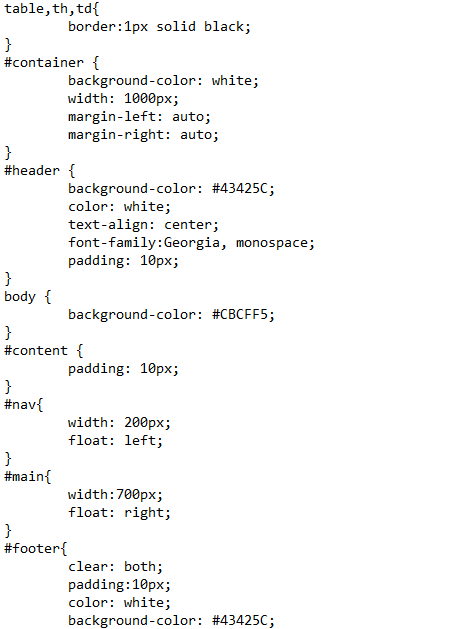 table,th,td{
        border:1px solid black;
}
#container {
        background-color: white;
        width: 1000px;
        margin-left: auto;
        margin-right: auto;
}
#header {
        background-color: #43425C;
        color: white;
        text-align: center;
        font-family:Georgia, monospace;
        padding: 10px;
}
body {
        background-color: #CBCFF5;
}
#content {
        padding: 10px;
}
#nav{
        width: 200px;
        float: left;
}
#main{
        width:700px;
        float: right;
}
#footer{
        clear: both;
        padding:10px;
        color: white;
        background-color: #43425C;